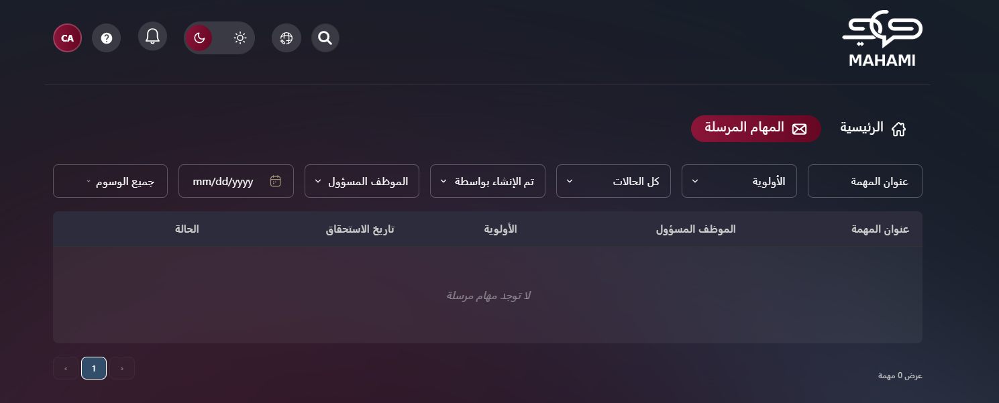 مهامي
MAHAMI
CA
الرئيسية
المهام المرسلة
عنوان المهمة
الأولوية
كل الحالات
تم الإنشاء بواسطة
الموظف المسؤول
mm/dd/yyyy
جميع الوسوم
عنوان المهمة الموظف المسؤول الأولوية تاريخ الاستحقاق الحالة
لا توجد مهام مرسلة
عرض 0 مهمة
‹ 1 ›